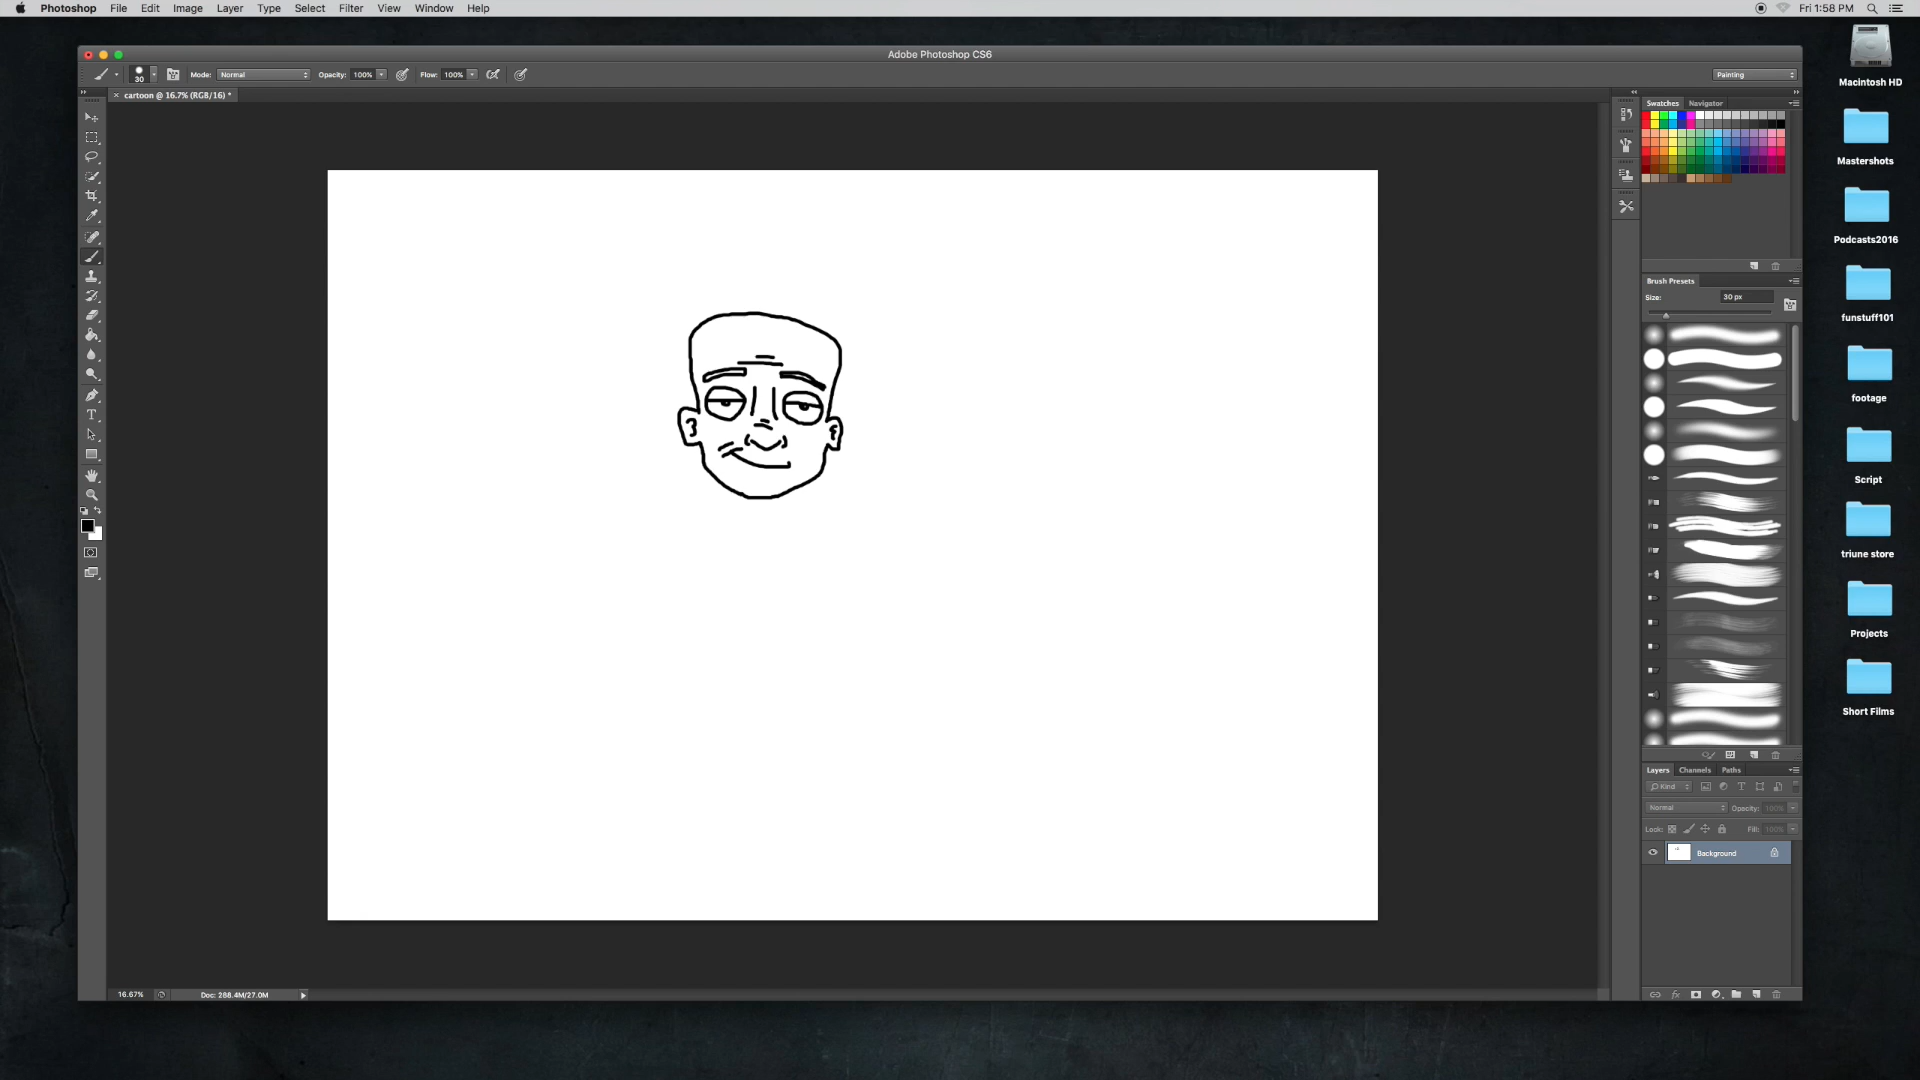 Photoshop File Edit Image Layer Type Select Filter View Window Help Fri 1:58 PM
Adobe Photoshop CS6
30 Mode: Normal Opacity: 100% Flow: 100% Painting
cartoon @ 16.7% (RGB/16) *
Swatches Navigator
Brush Presets
Size: 30 px
Layers Channels Paths
Kind
Normal Opacity: 100%
Lock: Fill: 100%
Background
16.67% Doc: 288.4M/27.0M
Macintosh HD
Mastershots
Podcasts2016
funstuff101
footage
Script
triune store
Projects
Short Films